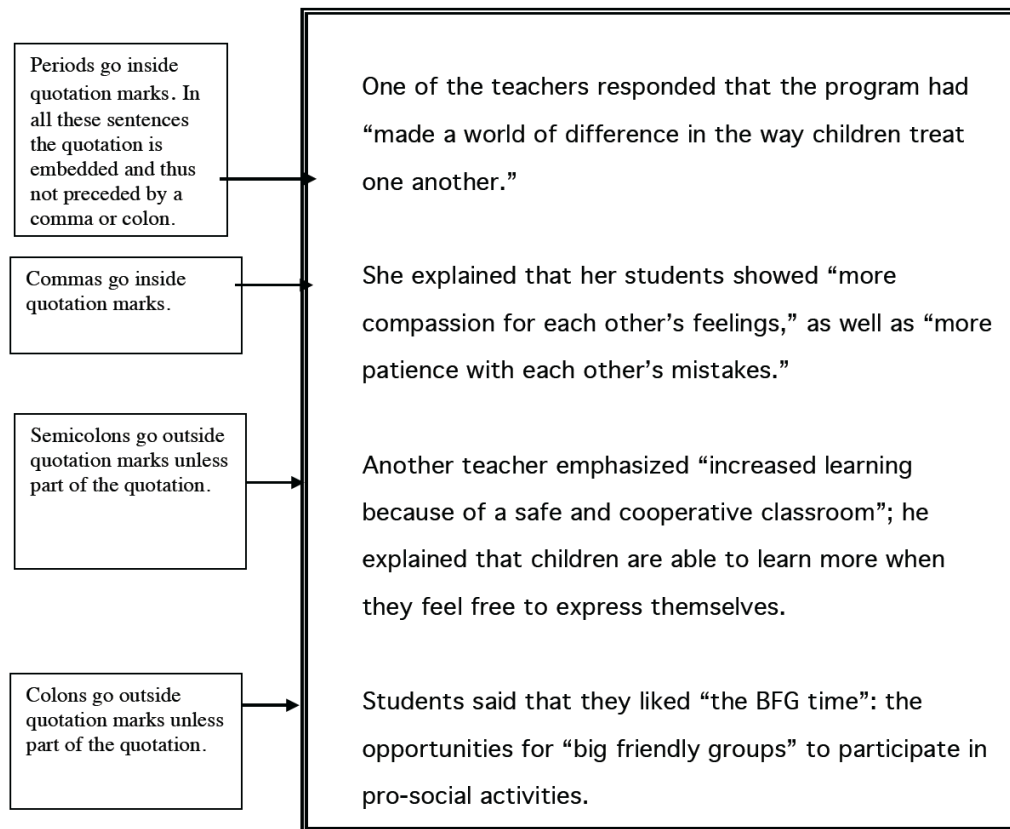 Periods go inside
quotation marks. In
all these sentences
the quotation is
embedded and thus
not preceded by a
comma or colon.
One of the teachers responded that the program had
“made a world of difference in the way children treat
one another.”
Commas go inside
quotation marks.
She explained that her students showed “more
compassion for each other’s feelings,” as well as “more
patience with each other’s mistakes.”
Semicolons go outside
quotation marks unless
part of the quotation.
Another teacher emphasized “increased learning
because of a safe and cooperative classroom”; he
explained that children are able to learn more when
they feel free to express themselves.
Colons go outside
quotation marks unless
part of the quotation.
Students said that they liked “the BFG time”: the
opportunities for “big friendly groups” to participate in
pro-social activities.